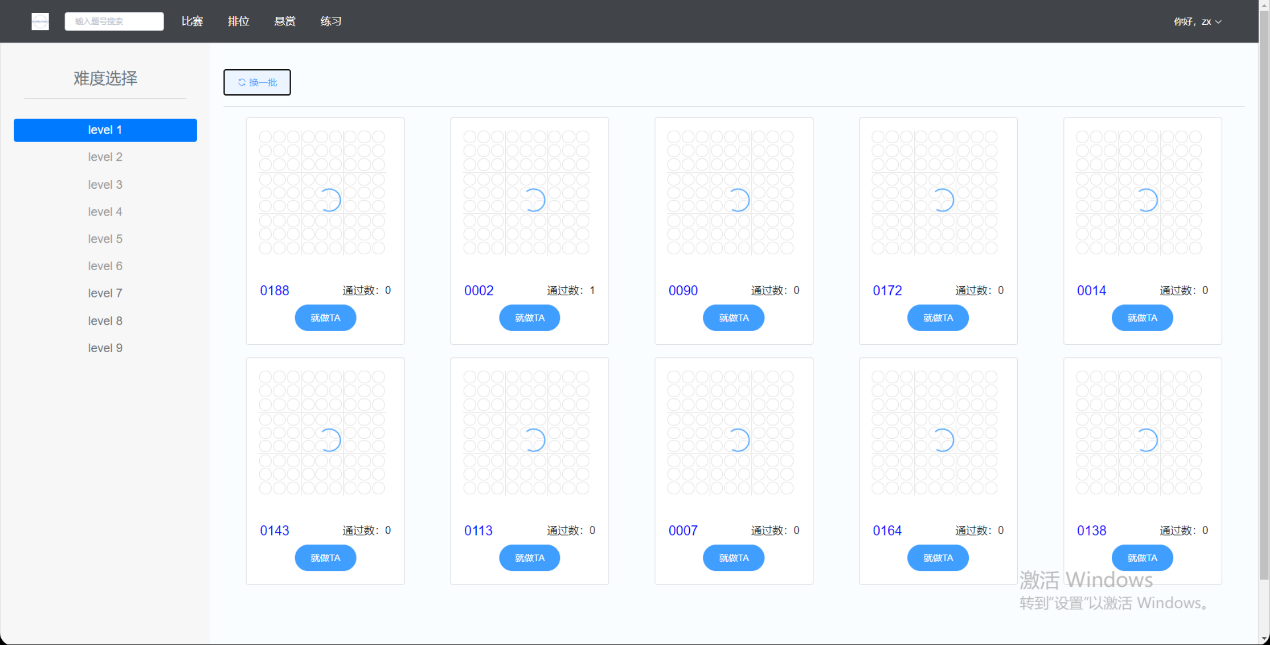 输入题号搜索 比赛 排位 悬赏 练习 你好，zx
难度选择
level 1
level 2
level 3
level 4
level 5
level 6
level 7
level 8
level 9
换一批
0188 通过数：0 0002 通过数：1 0090 通过数：0 0172 通过数：0 0014 通过数：0
就做TA 就做TA 就做TA 就做TA 就做TA
0143 通过数：0 0113 通过数：0 0007 通过数：0 0164 通过数：0 0138 通过数：0
就做TA 就做TA 就做TA 就做TA 就做TA
激活 Windows
转到"设置"以激活 Windows。